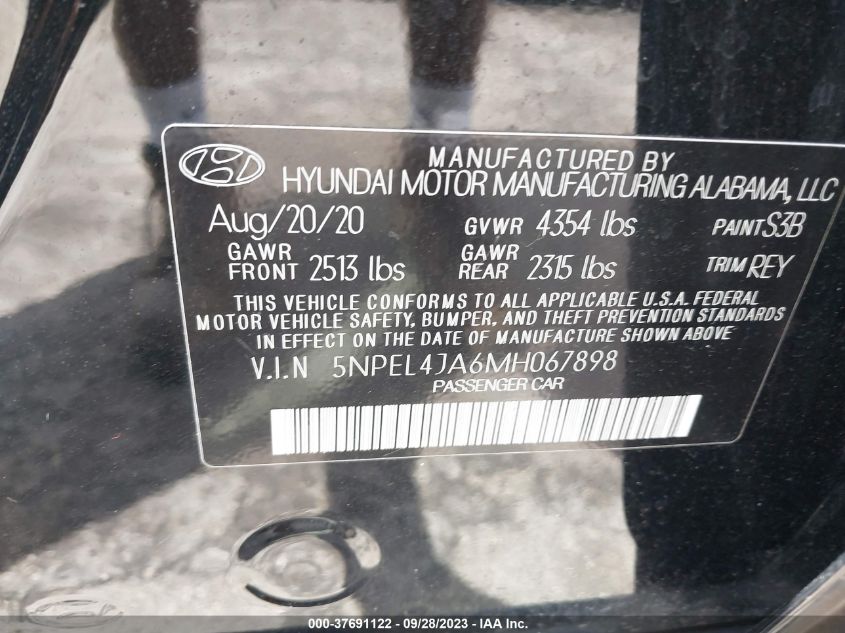 MANUFACTURED BY
HYUNDAI MOTOR MANUFACTURING ALABAMA, LLC
Aug/20/20 GVWR 4354 lbs PAINT S3B
GAWR FRONT 2513 lbs GAWR REAR 2315 lbs TRIM REY
THIS VEHICLE CONFORMS TO ALL APPLICABLE U.S.A. FEDERAL
MOTOR VEHICLE SAFETY, BUMPER, AND THEFT PREVENTION STANDARDS
IN EFFECT ON THE DATE OF MANUFACTURE SHOWN ABOVE
V.I.N 5NPEL4JA6MH067898
PASSENGER CAR
000-37691122 - 09/28/2023 - IAA Inc.